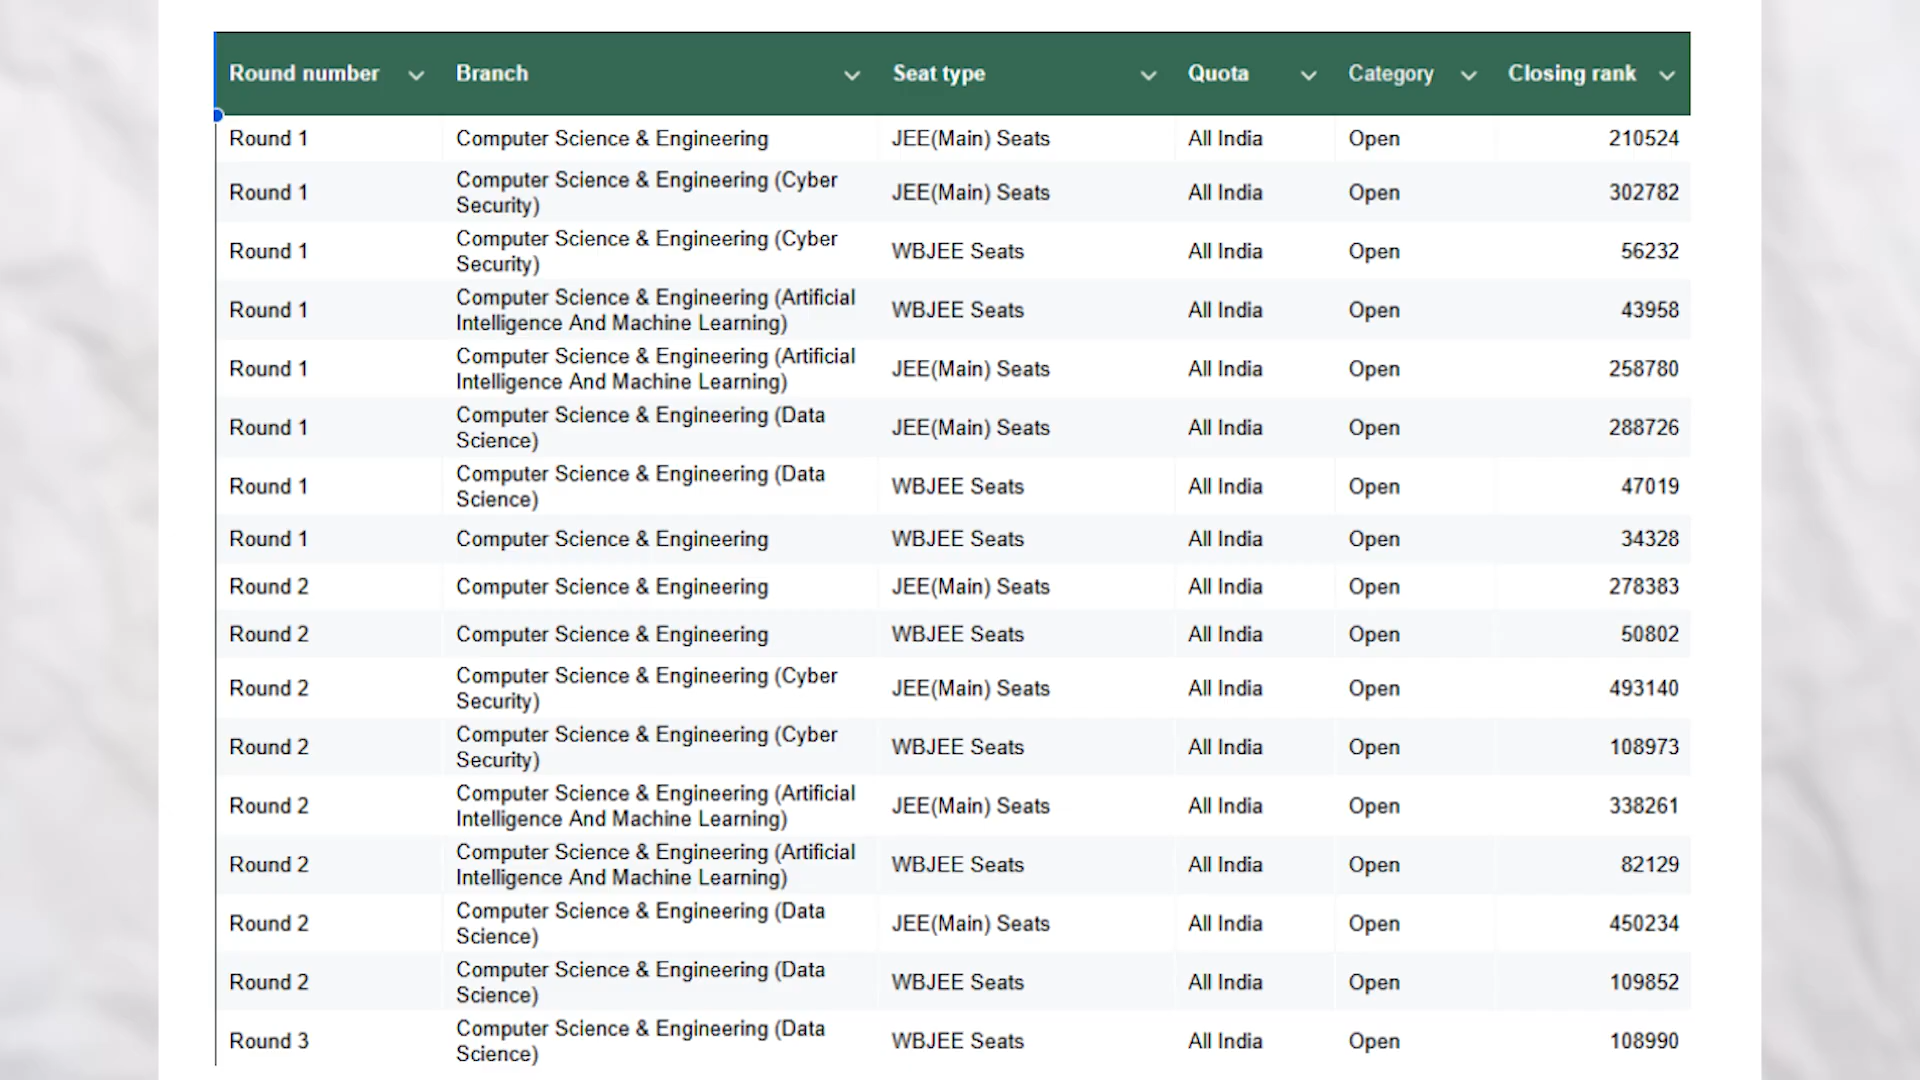 Round number Branch Seat type Quota Category Closing rank
Round 1 Computer Science & Engineering JEE(Main) Seats All India Open 210524
Round 1 Computer Science & Engineering (Cyber Security) JEE(Main) Seats All India Open 302782
Round 1 Computer Science & Engineering (Cyber Security) WBJEE Seats All India Open 56232
Round 1 Computer Science & Engineering (Artificial Intelligence And Machine Learning) WBJEE Seats All India Open 43958
Round 1 Computer Science & Engineering (Artificial Intelligence And Machine Learning) JEE(Main) Seats All India Open 258780
Round 1 Computer Science & Engineering (Data Science) JEE(Main) Seats All India Open 288726
Round 1 Computer Science & Engineering (Data Science) WBJEE Seats All India Open 47019
Round 1 Computer Science & Engineering WBJEE Seats All India Open 34328
Round 2 Computer Science & Engineering JEE(Main) Seats All India Open 278383
Round 2 Computer Science & Engineering WBJEE Seats All India Open 50802
Round 2 Computer Science & Engineering (Cyber Security) JEE(Main) Seats All India Open 493140
Round 2 Computer Science & Engineering (Cyber Security) WBJEE Seats All India Open 108973
Round 2 Computer Science & Engineering (Artificial Intelligence And Machine Learning) JEE(Main) Seats All India Open 338261
Round 2 Computer Science & Engineering (Artificial Intelligence And Machine Learning) WBJEE Seats All India Open 82129
Round 2 Computer Science & Engineering (Data Science) JEE(Main) Seats All India Open 450234
Round 2 Computer Science & Engineering (Data Science) WBJEE Seats All India Open 109852
Round 3 Computer Science & Engineering (Data Science) WBJEE Seats All India Open 108990